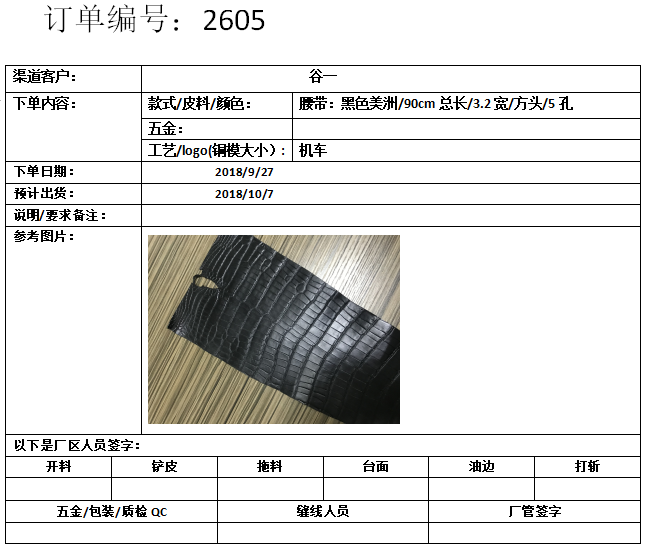 订单编号：2605
渠道客户： 谷一
下单内容： 款式/皮料/颜色： 腰带：黑色美洲/90cm 总长/3.2 宽/方头/5 孔
五金：
工艺/logo(铜模大小）： 机车
下单日期： 2018/9/27
预计出货： 2018/10/7
说明/要求备注：
参考图片：
以下是厂区人员签字：
开料 铲皮 拖料 台面 油边 打斩
五金/包装/质检 QC 缝线人员 厂管签字